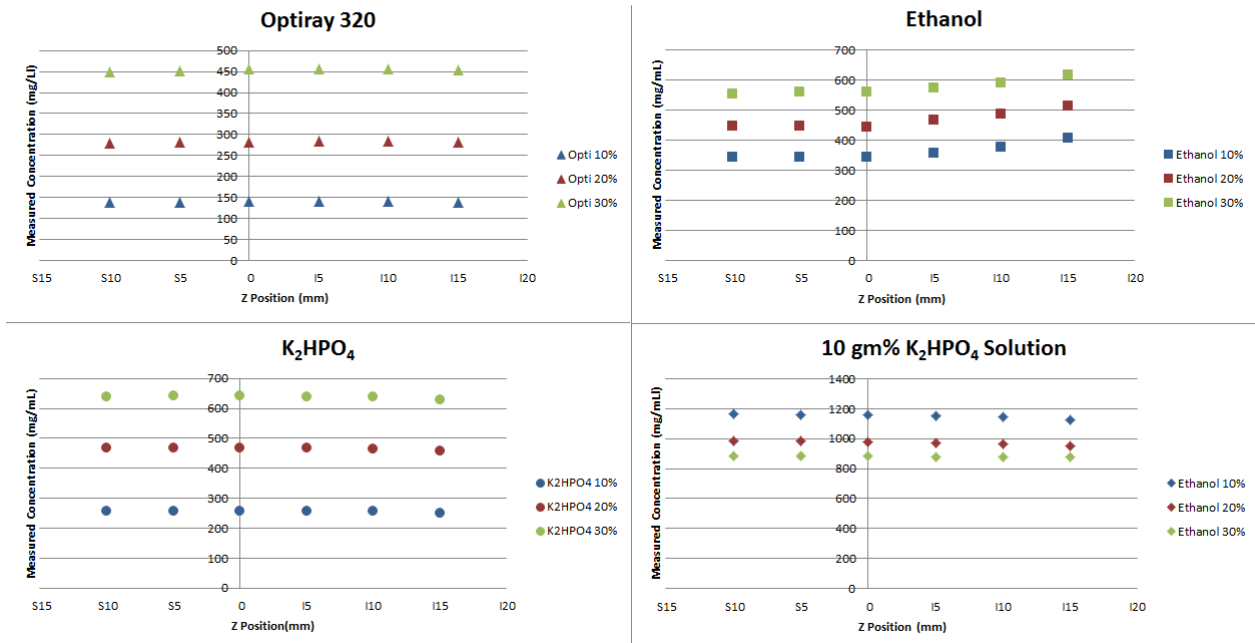 Optiray 320
Measured Concentration (mg/LI)
500
450
400
350
300
250
200
150
100
50
0
S15 S10 S5 0 I5 I10 I15 I20
Z Position (mm)
Opti 10%
Opti 20%
Opti 30%
Ethanol
Measured Concentration (mg/mL)
700
600
500
400
300
200
100
0
S15 S10 S5 0 I5 I10 I15 I20
Z Position (mm)
Ethanol 10%
Ethanol 20%
Ethanol 30%
K₂HPO₄
Measured Concentration (mg/mL)
700
600
500
400
300
200
100
0
S15 S10 S5 0 I5 I10 I15 I20
Z Position(mm)
K2HPO4 10%
K2HPO4 20%
K2HPO4 30%
10 gm% K₂HPO₄ Solution
Measured Concentration (mg/mLI)
1400
1200
1000
800
600
400
200
0
S15 S10 S5 0 I5 I10 I15 I20
Z Position (mm)
Ethanol 10%
Ethanol 20%
Ethanol 30%